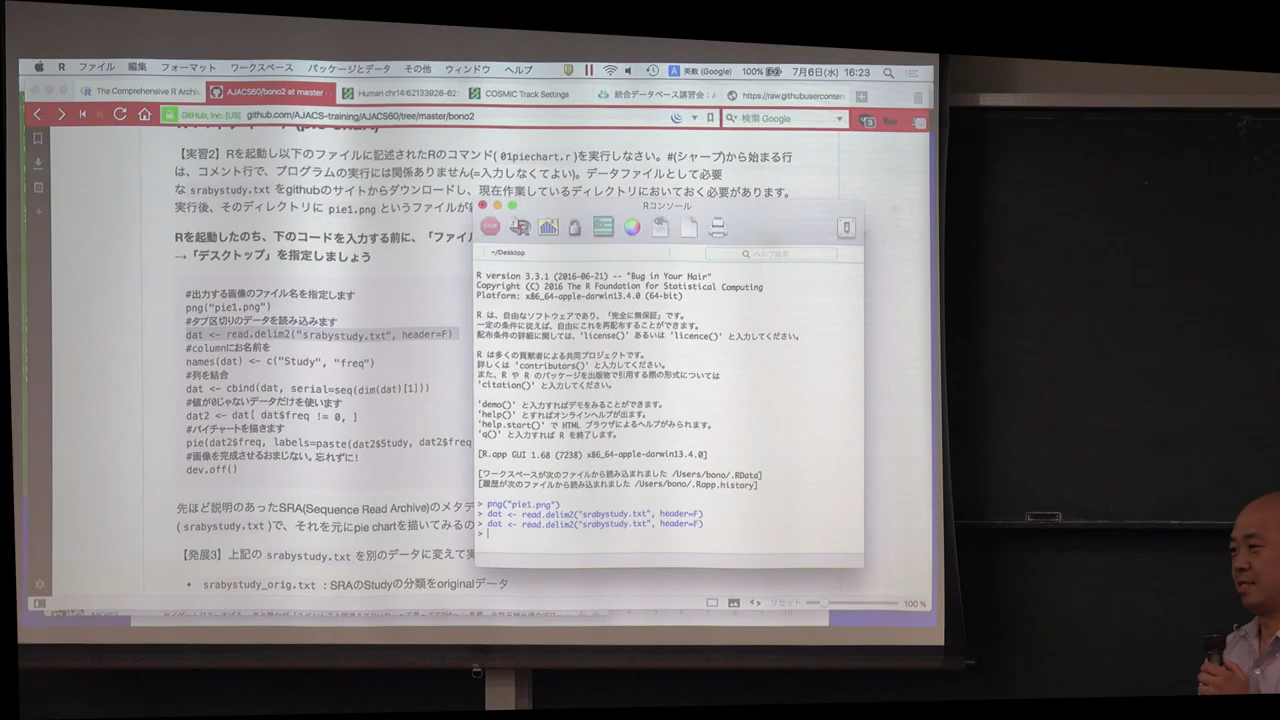 R ファイル 編集 フォーマット ワークスペース パッケージとデータ その他 ウィンドウ ヘルプ A 英数 (Google) 100% 7月6日(水) 16:23
The Comprehensive R Archiv
AJACS60/bono2 at master
Human chr14:62133926-62
COSMIC Track Settings
統合データベース講習会：A
https://raw.githubuserconten
GitHub, Inc. [US] github.com/AJACS-training/AJACS60/tree/master/bono2
検索 Google
【実習2】Rを起動し以下のファイルに記述されたRのコマンド( 01piechart.r )を実行しなさい。#(シャープ)から始まる行
は、コメント行で、プログラムの実行には関係ありません(=入力しなくてよい)。データファイルとして必要
な srabystudy.txt をgithubのサイトからダウンロードし、現在作業しているディレクトリにおいておく必要があります。
実行後、そのディレクトリに pie1.png というファイルが
Rを起動したのち、下のコードを入力する前に、「ファイ
→「デスクトップ」を指定しましょう
#出力する画像のファイル名を指定します
png("pie1.png")
#タブ区切りのデータを読み込みます
dat <- read.delim2("srabystudy.txt", header=F)
#columnにお名前を
names(dat) <- c("Study", "freq")
#列を結合
dat <- cbind(dat, serial=seq(dim(dat)[1]))
#値が0じゃないデータだけを使います
dat2 <- dat[ dat$freq != 0, ]
#パイチャートを描きます
pie(dat2$freq, labels=paste(dat2$Study, dat2$freq
#画像を完成させるおまじない。忘れずに!
dev.off()
先ほど説明のあったSRA(Sequence Read Archive)のメタデ
( srabystudy.txt )で、それを元にpie chartを描いてみるの
【発展3】上記の srabystudy.txt を別のデータに変えて実
• srabystudy_orig.txt ：SRAのStudyの分類をoriginalデータ
Rコンソール
STOP
~/Desktop
ヘルプ検索
R version 3.3.1 (2016-06-21) -- "Bug in Your Hair"
Copyright (C) 2016 The R Foundation for Statistical Computing
Platform: x86_64-apple-darwin13.4.0 (64-bit)
R は、自由なソフトウェアであり、「完全に無保証」です。
一定の条件に従えば、自由にこれを再配布することができます。
配布条件の詳細に関しては、'license()' あるいは 'licence()' と入力してください。
R は多くの貢献者による共同プロジェクトです。
詳しくは 'contributors()' と入力してください。
また、R や R のパッケージを出版物で引用する際の形式については
'citation()' と入力してください。
'demo()' と入力すればデモをみることができます。
'help()' とすればオンラインヘルプが出ます。
'help.start()' で HTML ブラウザによるヘルプがみられます。
'q()' と入力すれば R を終了します。
[R.app GUI 1.68 (7238) x86_64-apple-darwin13.4.0]
[ワークスペースが次のファイルから読み込まれました /Users/bono/.RData]
[履歴が次のファイルから読み込まれました /Users/bono/.Rapp.history]
> png("pie1.png")
> dat <- read.delim2("srabystudy.txt", header=F)
> dat <- read.delim2("srabystudy.txt", header=F)
>
リセット 100 %